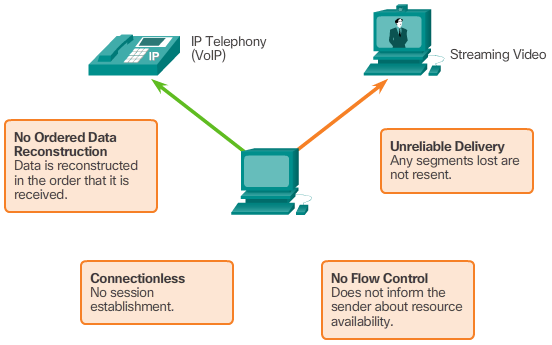 IP Telephony
(VoIP)
IP
Streaming Video
No Ordered Data
Reconstruction
Data is reconstructed
in the order that it is
received.
Unreliable Delivery
Any segments lost are
not resent.
Connectionless
No session
establishment.
No Flow Control
Does not inform the
sender about resource
availability.